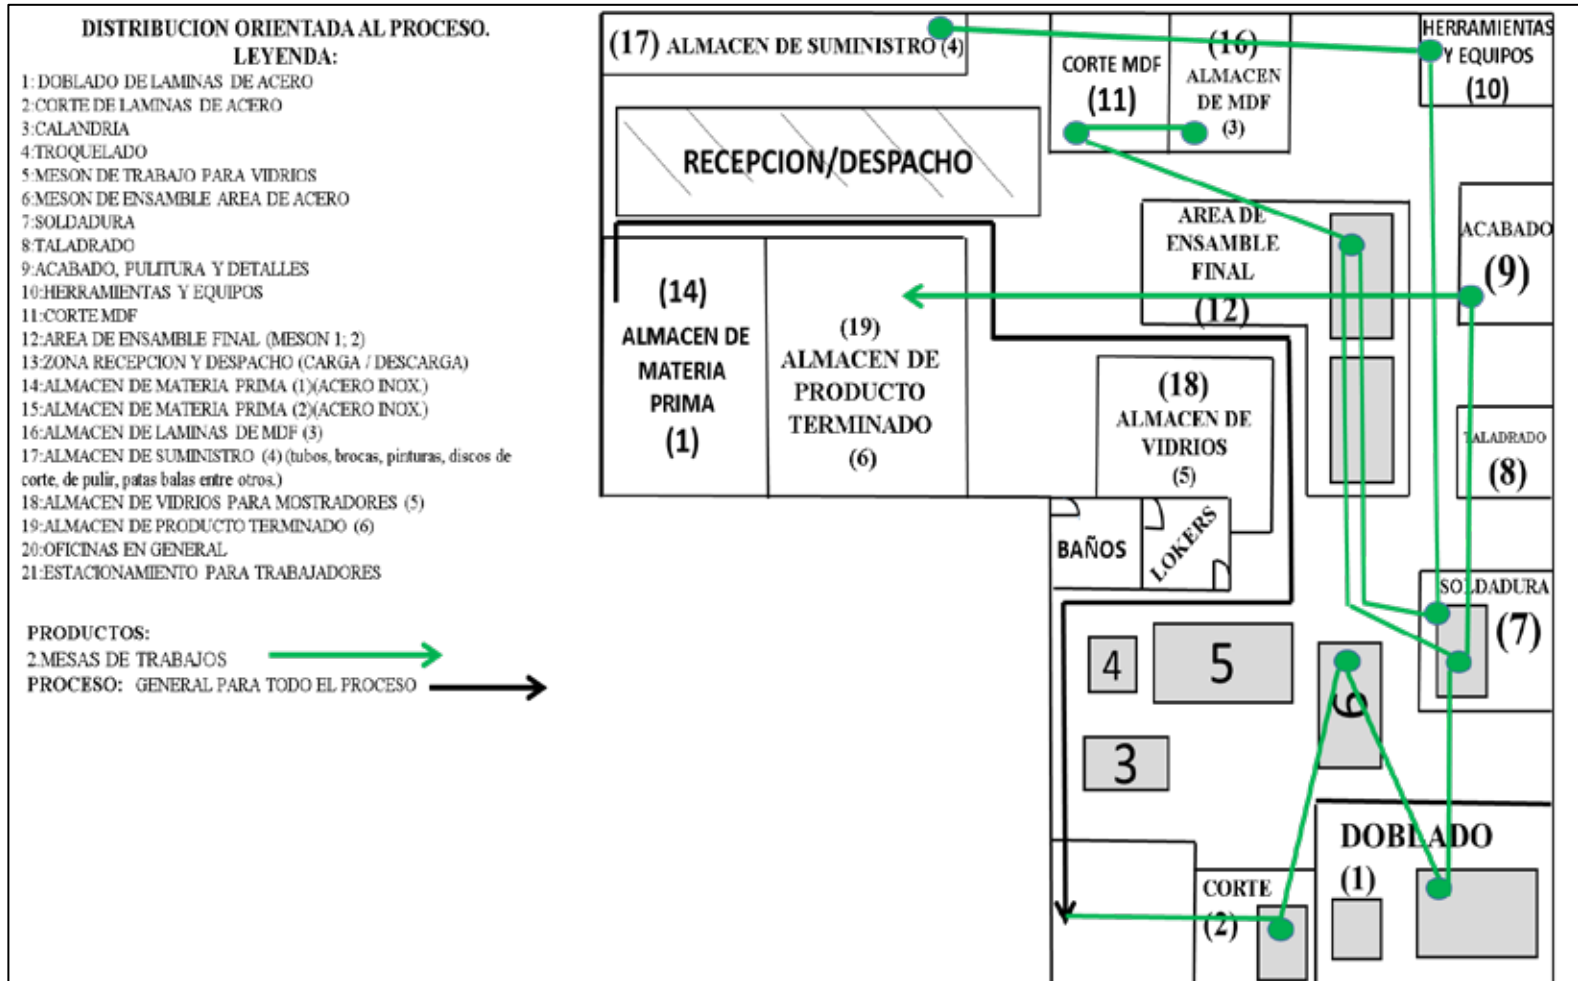 DISTRIBUCION ORIENTADA AL PROCESO.
LEYENDA:
1: DOBLADO DE LAMINAS DE ACERO
2:CORTE DE LAMINAS DE ACERO
3:CALANDRIA
4:TROQUELADO
5:MESON DE TRABAJO PARA VIDRIOS
6:MESON DE ENSAMBLE AREA DE ACERO
7:SOLDADURA
8:TALADRADO
9:ACABADO, PULITURA Y DETALLES
10:HERRAMIENTAS Y EQUIPOS
11:CORTE MDF
12:AREA DE ENSAMBLE FINAL (MESON 1; 2)
13:ZONA RECEPCION Y DESPACHO (CARGA / DESCARGA)
14:ALMACEN DE MATERIA PRIMA (1)(ACERO INOX.)
15:ALMACEN DE MATERIA PRIMA (2)(ACERO INOX.)
16:ALMACEN DE LAMINAS DE MDF (3)
17:ALMACEN DE SUMINISTRO (4) (tubos, brocas, pinturas, discos de
corte, de pulir, patas balas entre otros.)
18:ALMACEN DE VIDRIOS PARA MOSTRADORES (5)
19:ALMACEN DE PRODUCTO TERMINADO (6)
20:OFICINAS EN GENERAL
21:ESTACIONAMIENTO PARA TRABAJADORES
PRODUCTOS:
2.MESAS DE TRABAJOS
PROCESO: GENERAL PARA TODO EL PROCESO
(17) ALMACEN DE SUMINISTRO (4)
CORTE MDF
(11)
(16)
ALMACEN
DE MDF
(3)
HERRAMIENTAS
Y EQUIPOS
(10)
RECEPCION/DESPACHO
AREA DE
ENSAMBLE
FINAL
(12)
ACABADO
(9)
(14)
ALMACEN DE
MATERIA
PRIMA
(1)
(19)
ALMACEN DE
PRODUCTO
TERMINADO
(6)
(18)
ALMACEN DE
VIDRIOS
(5)
TALADRADO
(8)
BAÑOS
LOKERS
SOLDADURA
(7)
4
5
6
3
DOBLADO
(1)
CORTE
(2)